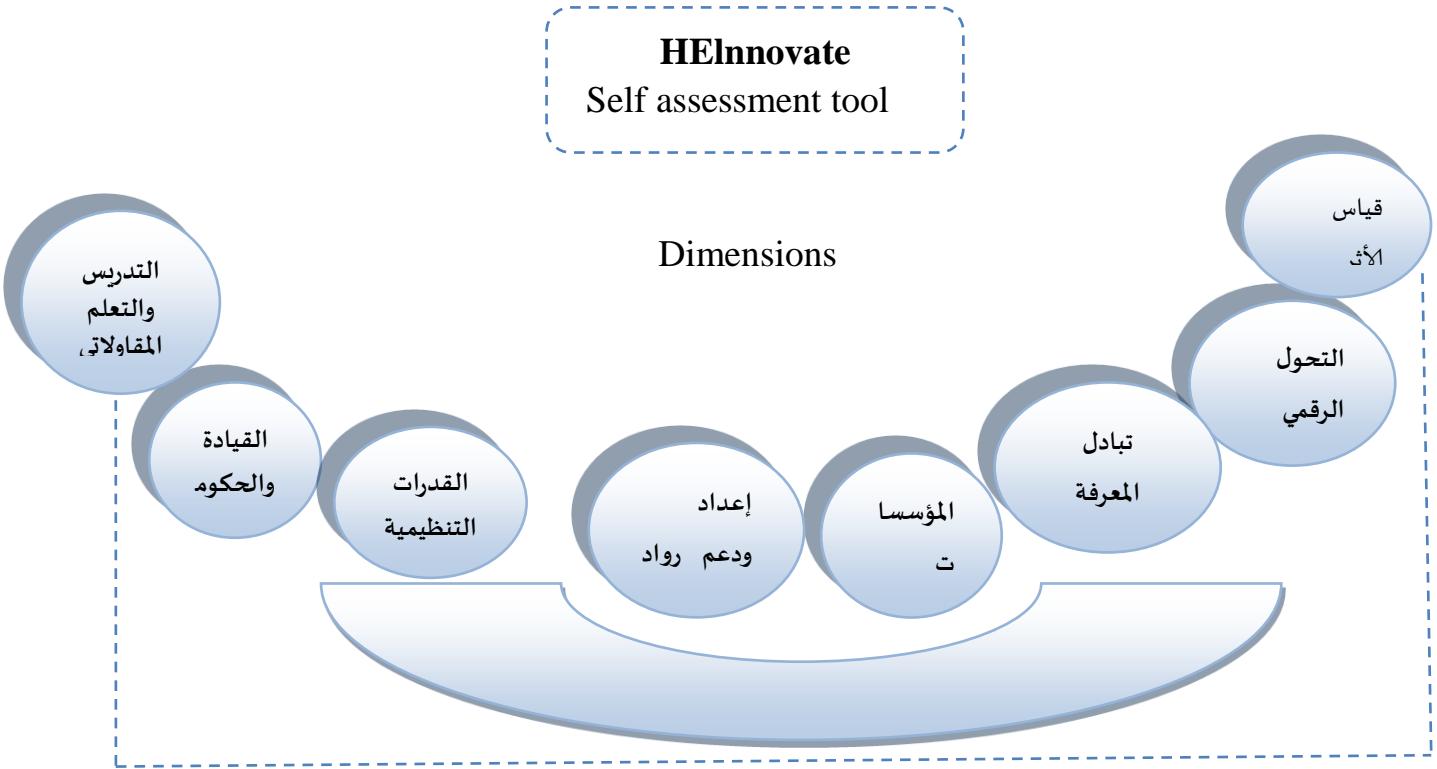 HElnnovate
Self assessment tool
Dimensions
التدريس
والتعلم
المقاولاتي
القيادة
والحكوم
القدرات
التنظيمية
إعداد
ودعم رواد
المؤسسا
ت
تبادل
المعرفة
التحول
الرقمي
قياس
الأث